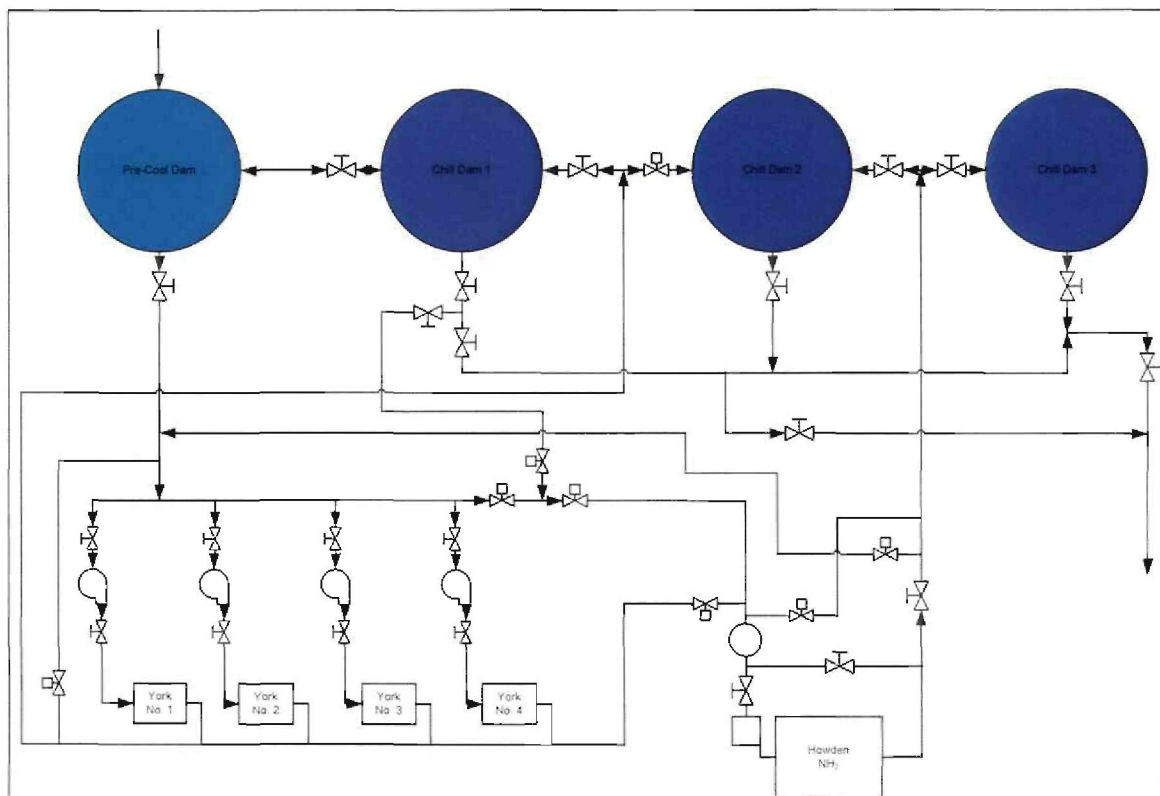 Pre-Cool Dam
Chill Dam 1
Chill Dam 2
Chill Dam 3
York
No. 1
York
No. 2
York
No. 3
York
No. 4
Howden
NH₃